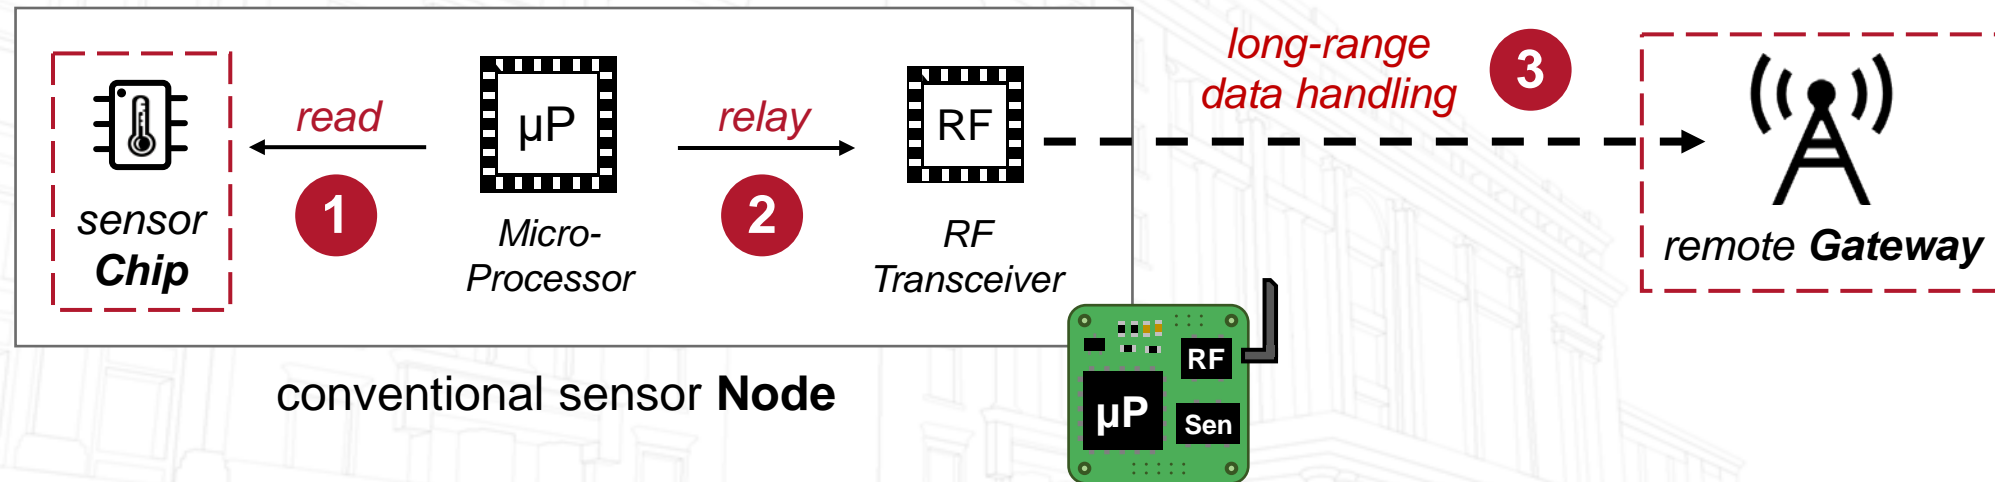 sensor
Chip
read
1
µP
Micro-
Processor
relay
2
RF
RF
Transceiver
long-range
data handling
3
remote Gateway
conventional sensor Node
RF
µP
Sen